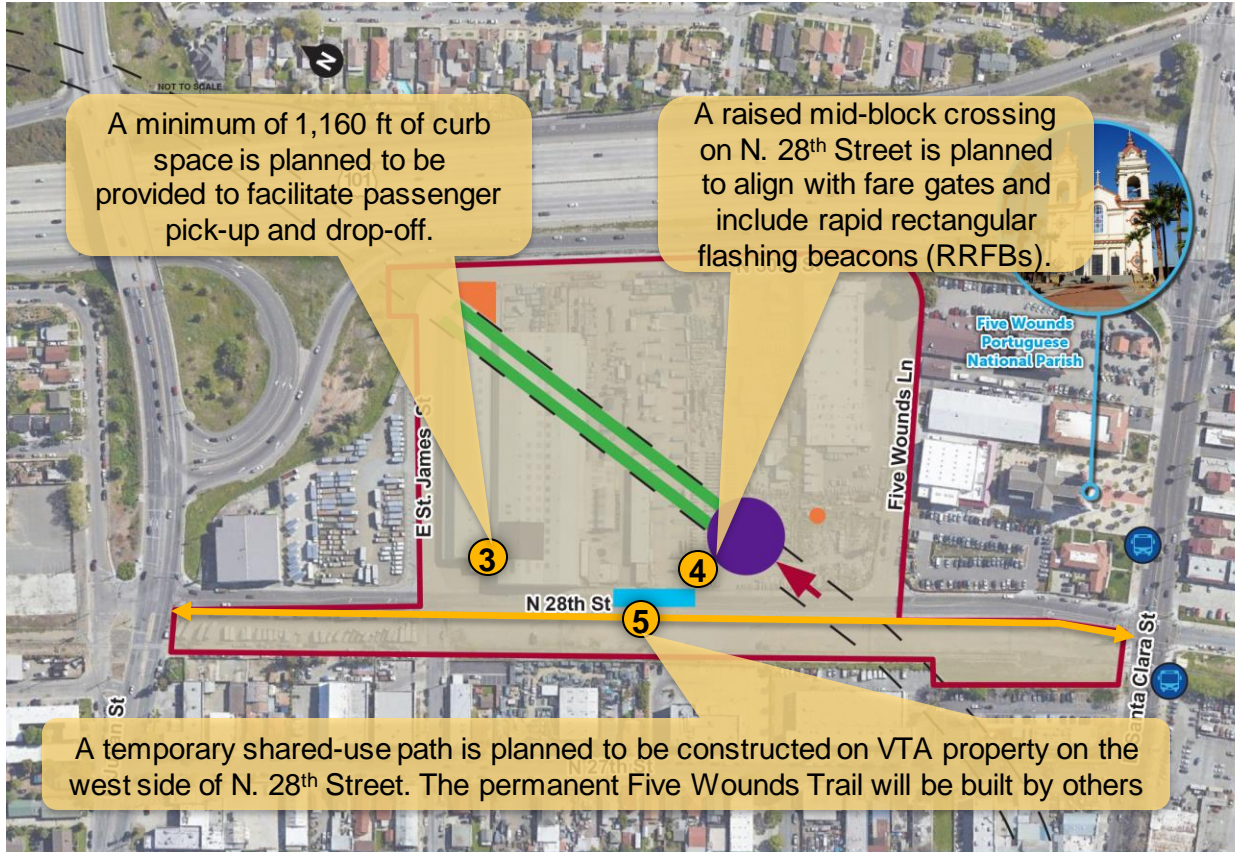 N
NOT TO SCALE
A minimum of 1,160 ft of curb
space is planned to be
provided to facilitate passenger
pick-up and drop-off.
101
A raised mid-block crossing
on N. 28th Street is planned
to align with fare gates and
include rapid rectangular
flashing beacons (RRFBs).
N 30th St
Five Wounds
Portuguese
National Parish
E St. James St
Five Wounds Ln
3
4
N 28th St
5
Santa Clara St
A temporary shared-use path is planned to be constructed on VTA property on the
west side of N. 28th Street. The permanent Five Wounds Trail will be built by others
N 27th St